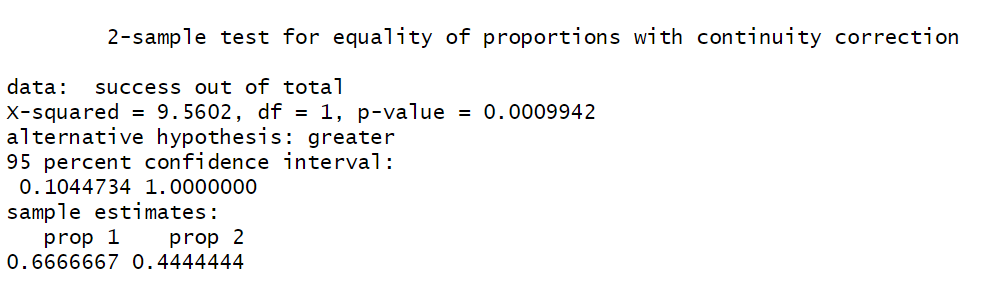 2-sample test for equality of proportions with continuity correction
data:  success out of total
X-squared = 9.5602, df = 1, p-value = 0.0009942
alternative hypothesis: greater
95 percent confidence interval:
0.1044734 1.0000000
sample estimates:
prop 1    prop 2
0.6666667 0.4444444